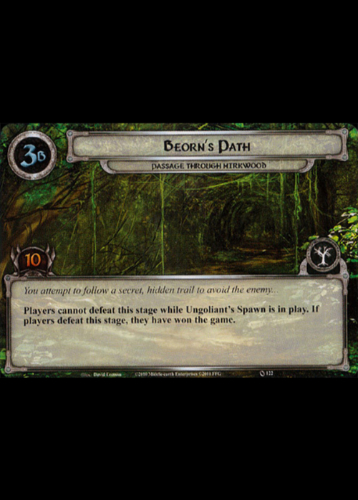 3B
Beorn's Path
Passage Through Mirkwood
10
You attempt to follow a secret, hidden trail to avoid the enemy...
Players cannot defeat this stage while Ungoliant's Spawn is in play. If
players defeat this stage, they have won the game.